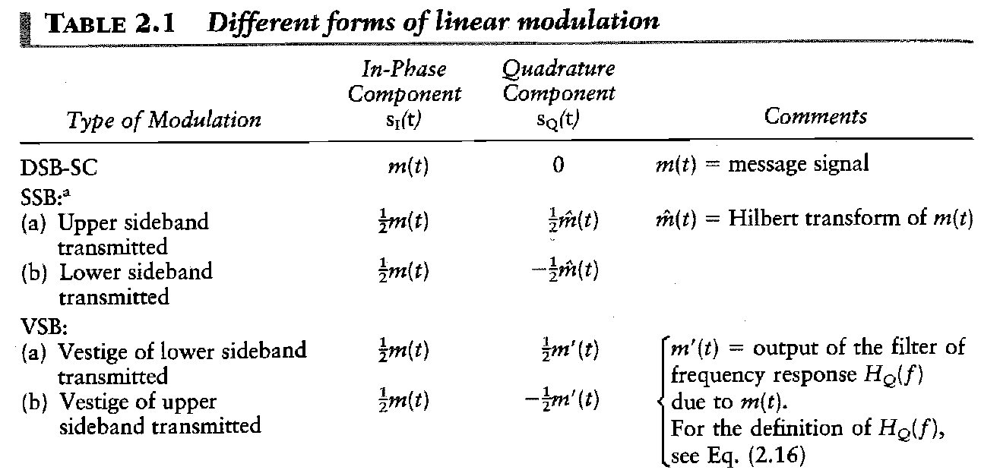 TABLE 2.1 Different forms of linear modulation
In-Phase Quadrature
Component Component
Type of Modulation sI(t) sQ(t) Comments
DSB-SC m(t) 0 m(t) = message signal
SSB:ª
(a) Upper sideband ½m(t) ½m̂(t) m̂(t) = Hilbert transform of m(t)
transmitted
(b) Lower sideband ½m(t) −½m̂(t)
transmitted
VSB:
(a) Vestige of lower sideband ½m(t) ½m′(t) m′(t) = output of the filter of
transmitted frequency response HQ(f)
(b) Vestige of upper ½m(t) −½m′(t) due to m(t).
sideband transmitted For the definition of HQ(f),
see Eq. (2.16)